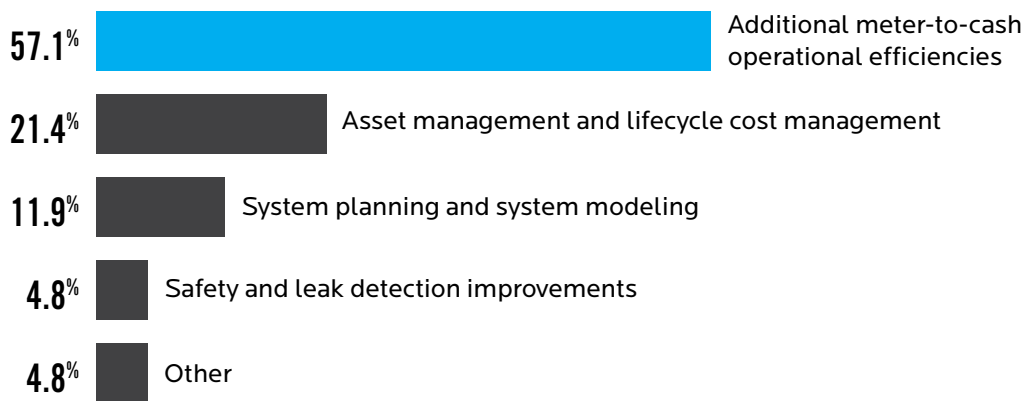 57.1%
Additional meter-to-cash
operational efficiencies
21.4%
Asset management and lifecycle cost management
11.9%
System planning and system modeling
4.8%
Safety and leak detection improvements
4.8%
Other